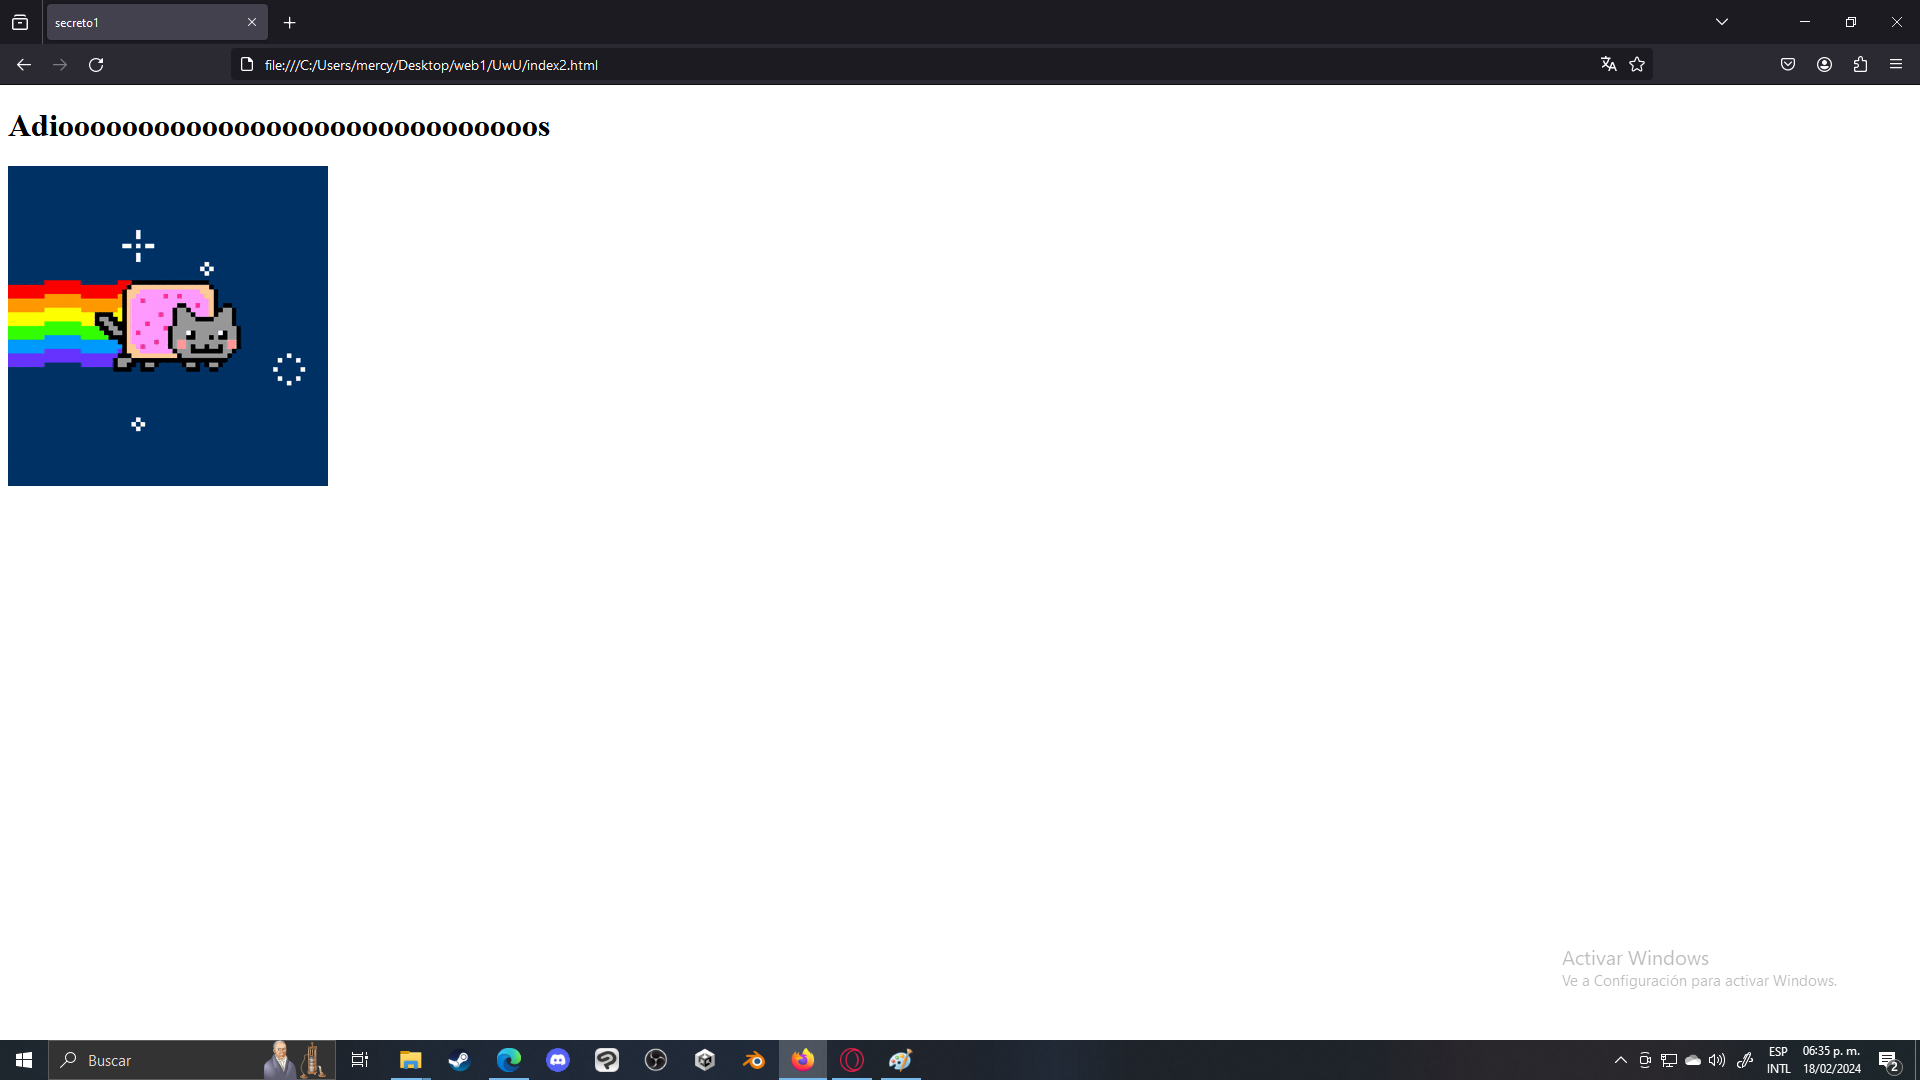 secreto1
file:///C:/Users/mercy/Desktop/web1/UwU/index2.html
Adioooooooooooooooooooooooooooooos
Activar Windows
Ve a Configuración para activar Windows.
Buscar
ESP
INTL
06:35 p. m.
18/02/2024
2